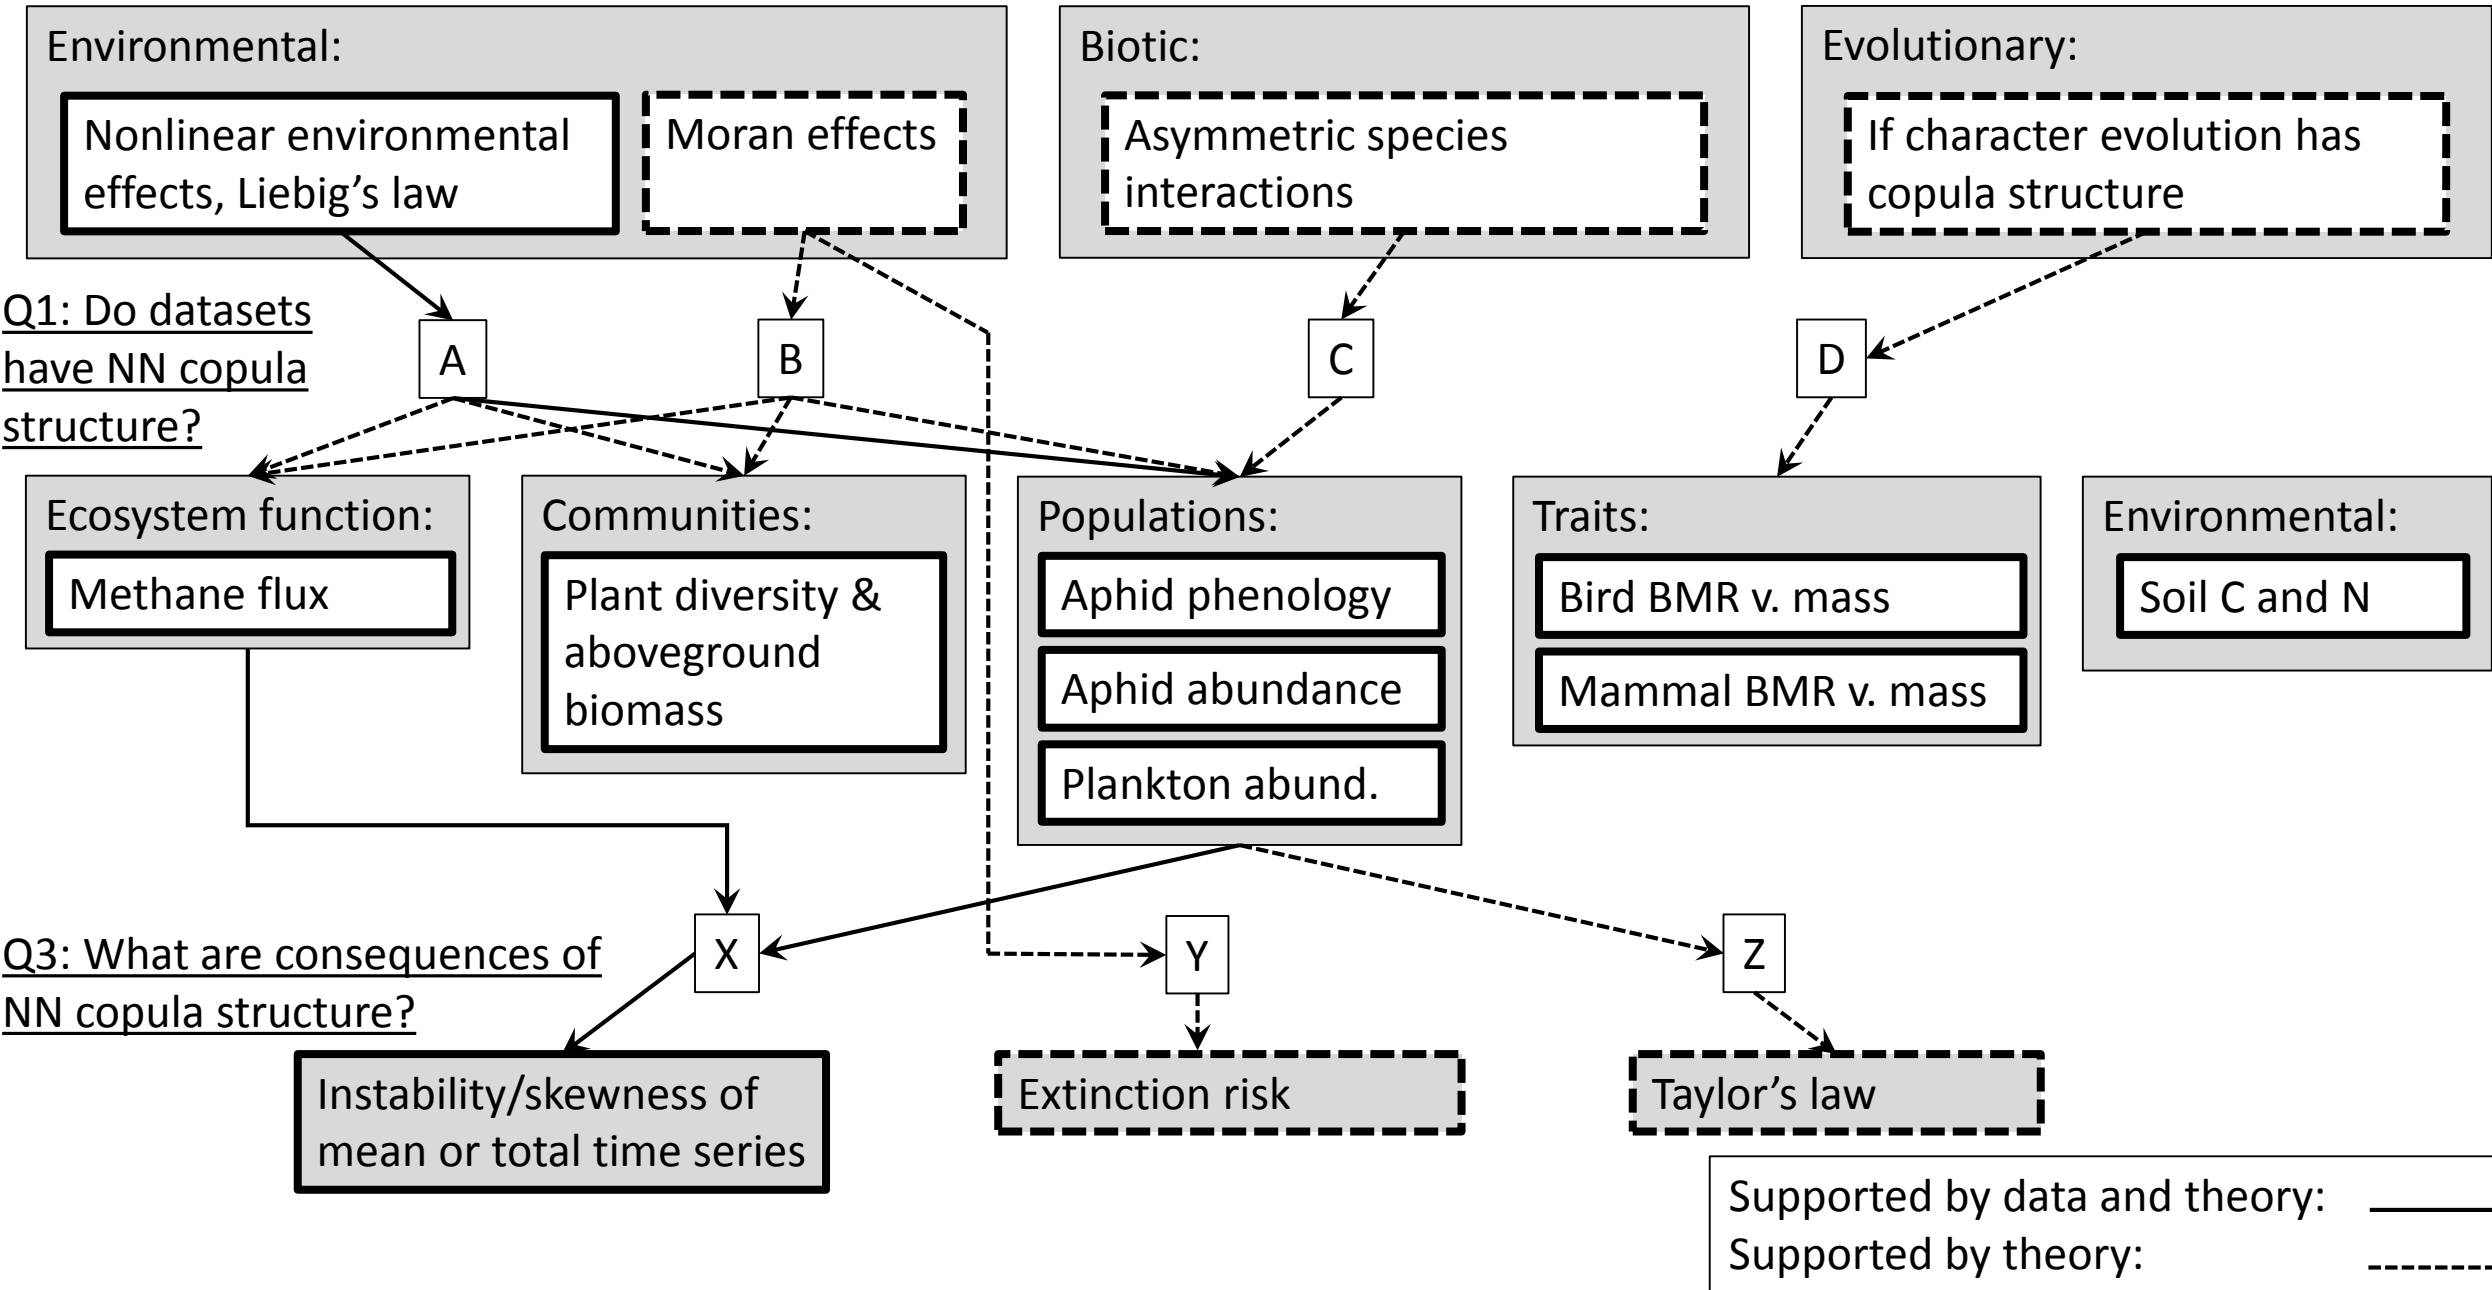 Environmental:
Nonlinear environmental
effects, Liebig's law
Moran effects
Biotic:
Asymmetric species
interactions
Evolutionary:
If character evolution has
copula structure
Q1: Do datasets
have NN copula
structure?
A
B
C
D
Ecosystem function:
Methane flux
Communities:
Plant diversity &
aboveground
biomass
Populations:
Aphid phenology
Aphid abundance
Plankton abund.
Traits:
Bird BMR v. mass
Mammal BMR v. mass
Environmental:
Soil C and N
Q3: What are consequences of
NN copula structure?
X
Y
Z
Instability/skewness of
mean or total time series
Extinction risk
Taylor's law
Supported by data and theory:
Supported by theory: